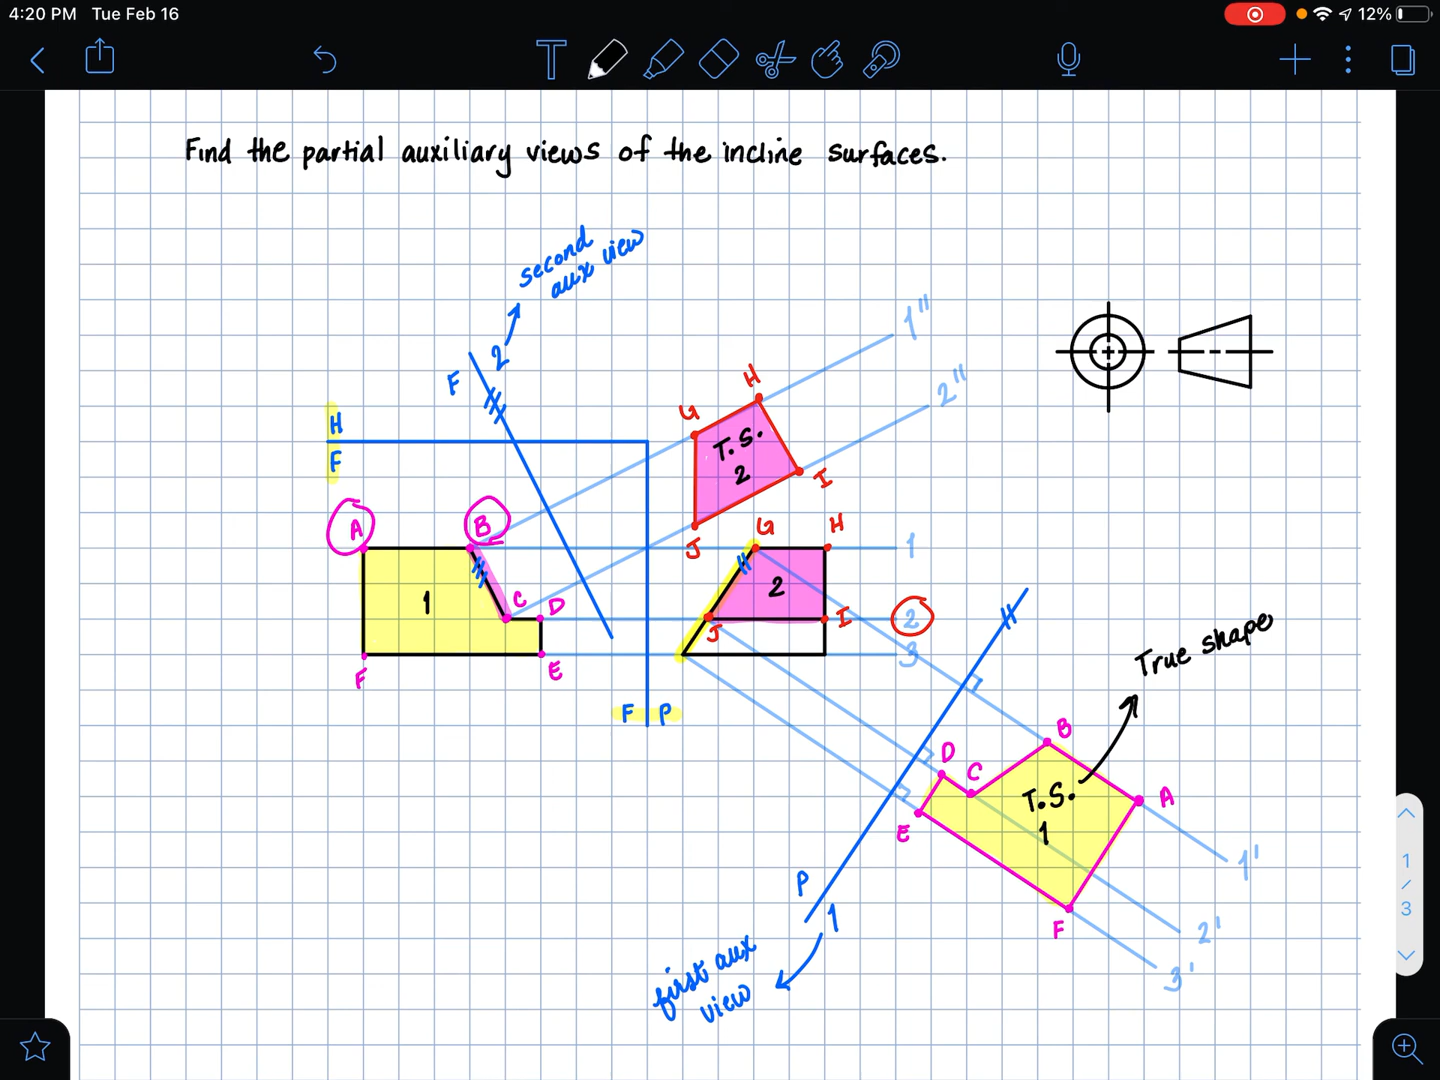 4:20 PM Tue Feb 16
12%
Find the partial auxiliary views of the incline surfaces.
second
aux view
F 2
1"
2"
H
G
T.S.
2
I
J
H
F
A
B
G
H
1
1
C
D
2
J
I
2
3
F
E
F P
True shape
B
D
C
T.S.
1
A
E
P
1
F
1'
2'
3'
first aux
view
1
/
3